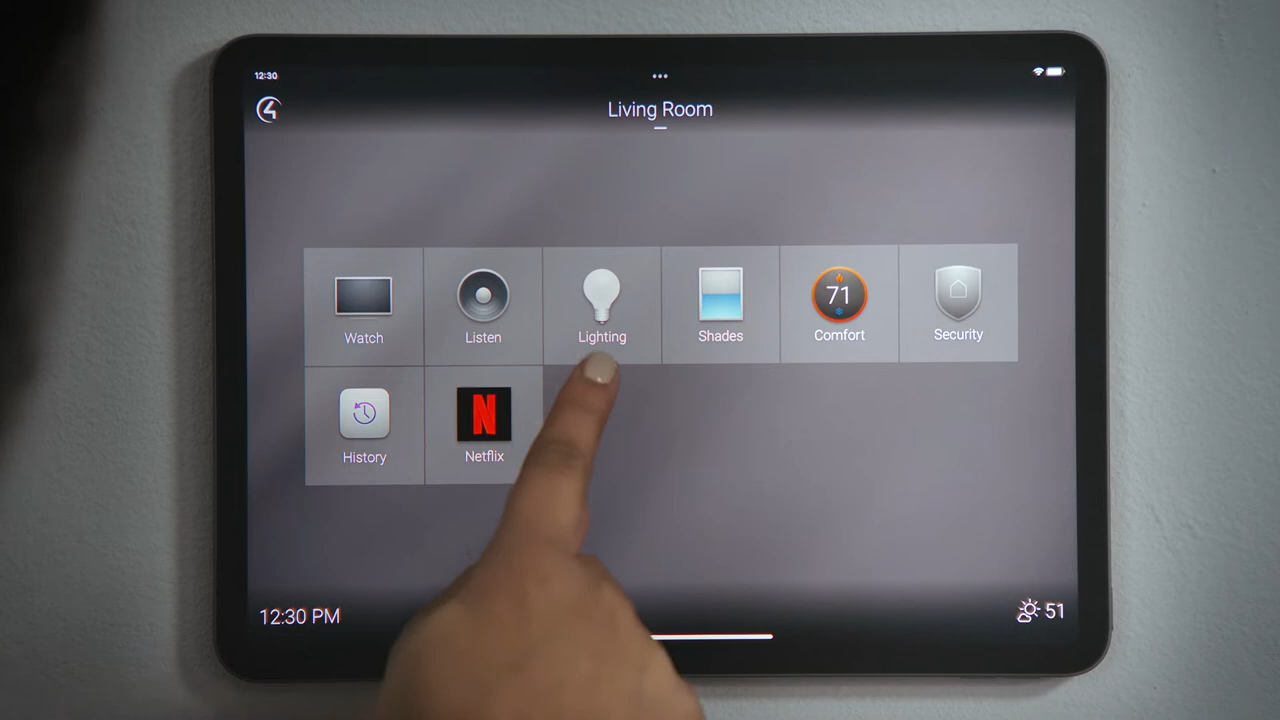 12:30
Living Room
Watch
Listen
Lighting
Shades
71
Comfort
Security
History
N
Netflix
12:30 PM
51